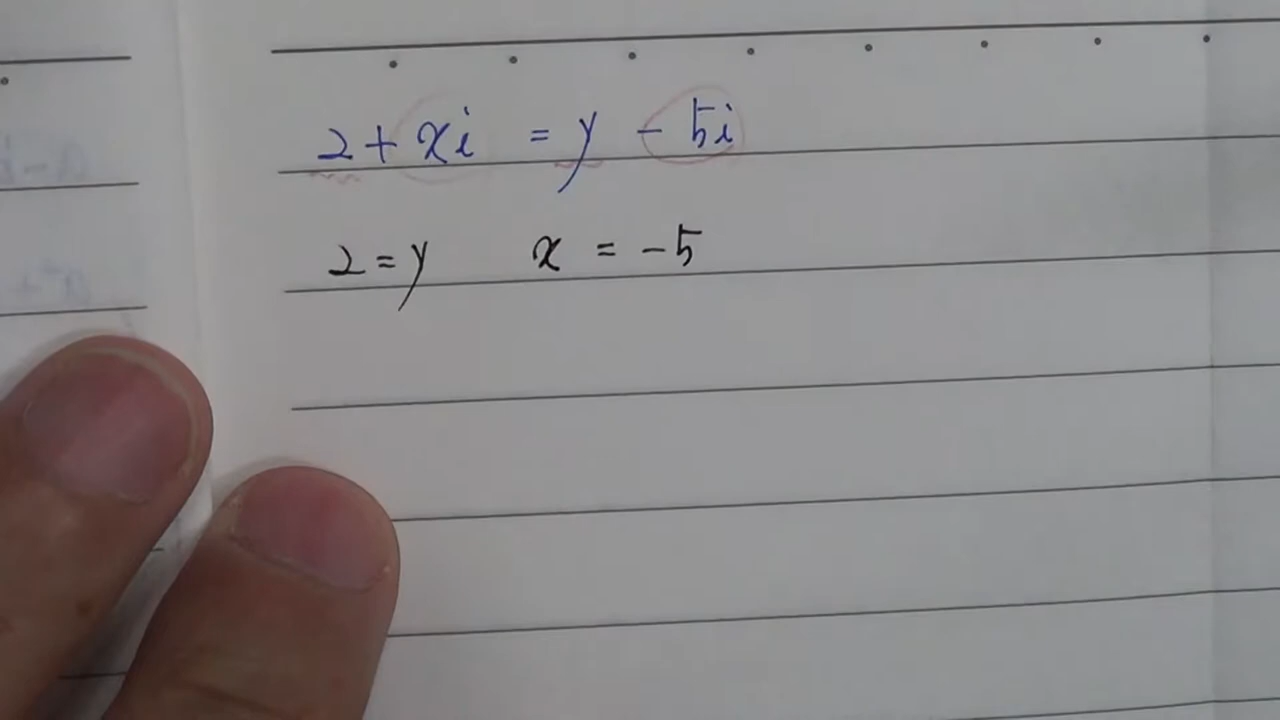 2 + xi = y - 5i
2 = y x = -5